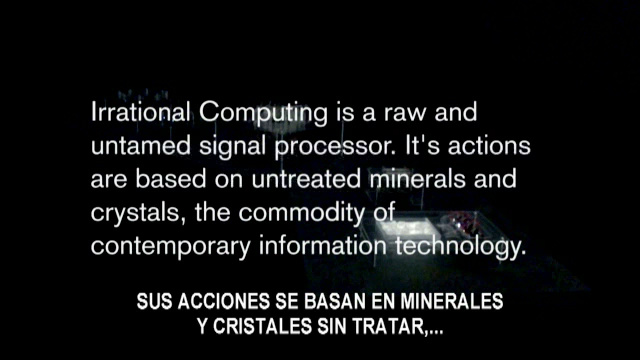 Irrational Computing is a raw and
untamed signal processor. It's actions
are based on untreated minerals and
crystals, the commodity of
contemporary information technology.
SUS ACCIONES SE BASAN EN MINERALES
Y CRISTALES SIN TRATAR,...